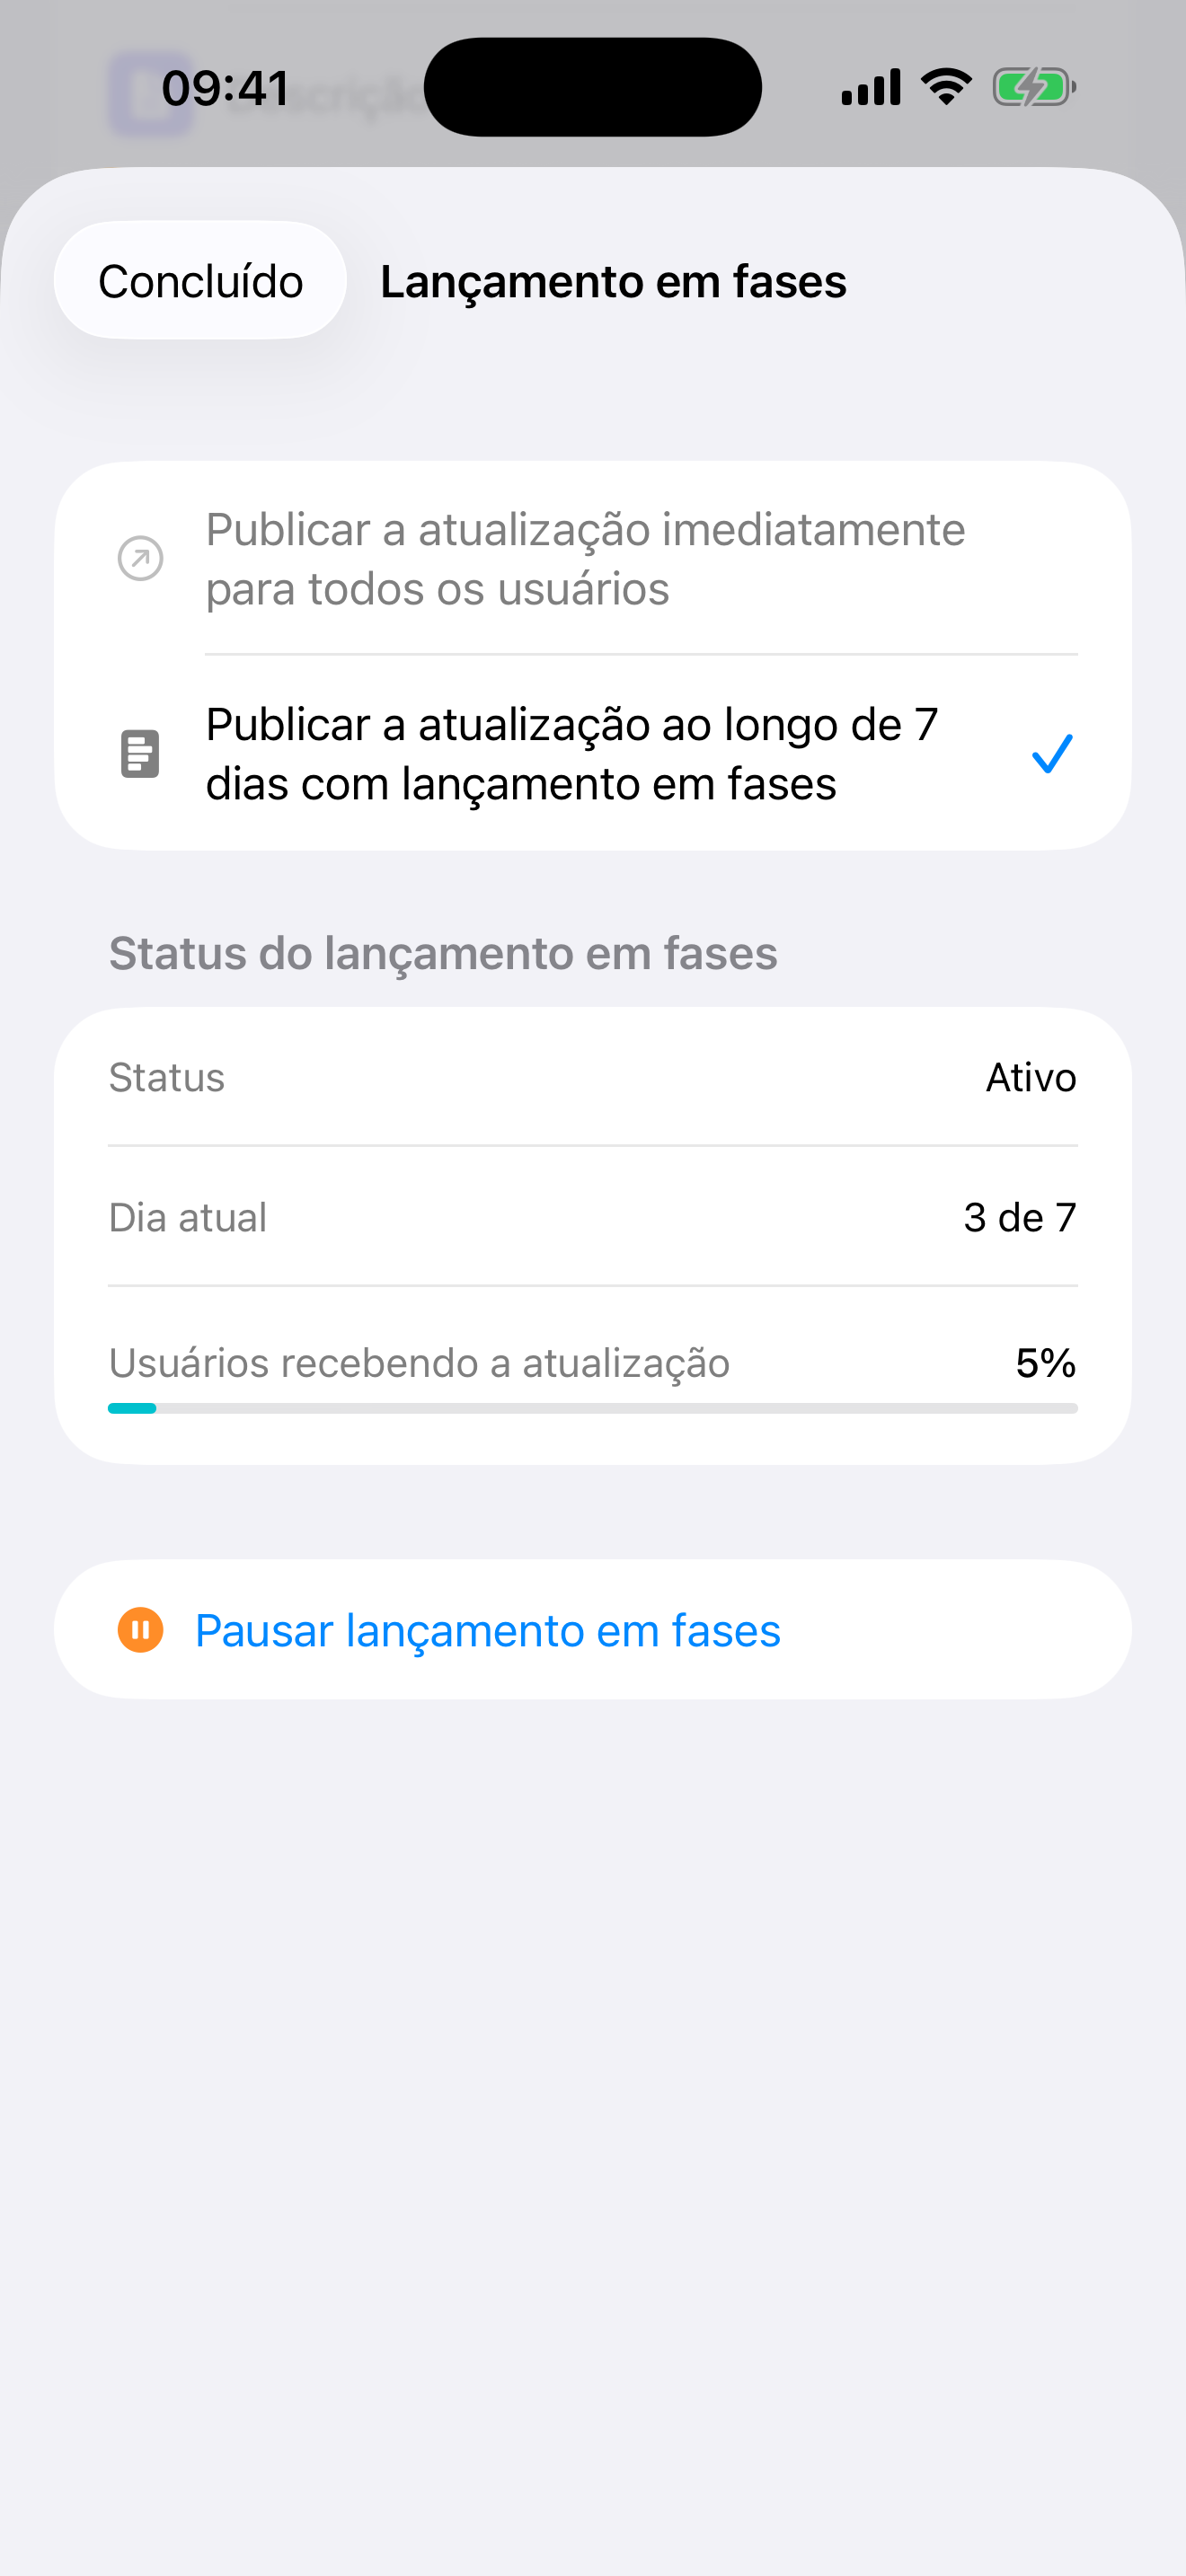 09:41
Concluído
Lançamento em fases
Publicar a atualização imediatamente
para todos os usuários
Publicar a atualização ao longo de 7
dias com lançamento em fases
Status do lançamento em fases
Status
Ativo
Dia atual
3 de 7
Usuários recebendo a atualização
5%
Pausar lançamento em fases